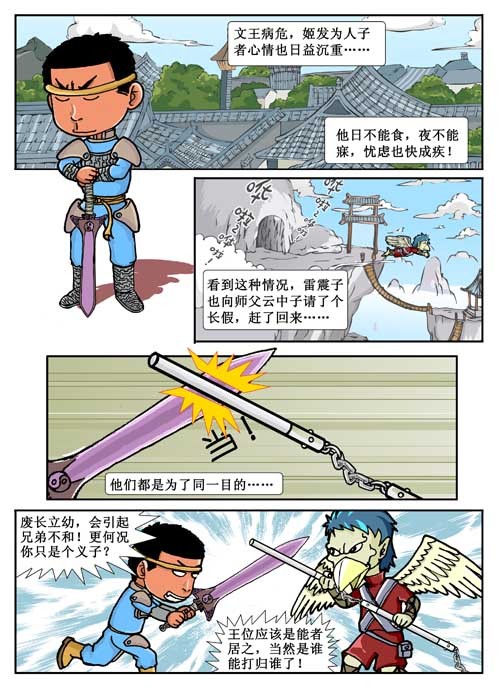 文王病危，姬发为人子
者心情也日益沉重……
他日不能食，夜不能
寐，忧虑也快成疾！
看到这种情况，雷震子
也向师父云中子请了个
长假，赶了回来……
当！
他们都是为了同一目的……
废长立幼，会引起
兄弟不和！更何况
你只是个义子？
王位应该是能者
居之，当然是谁
能打归谁了！